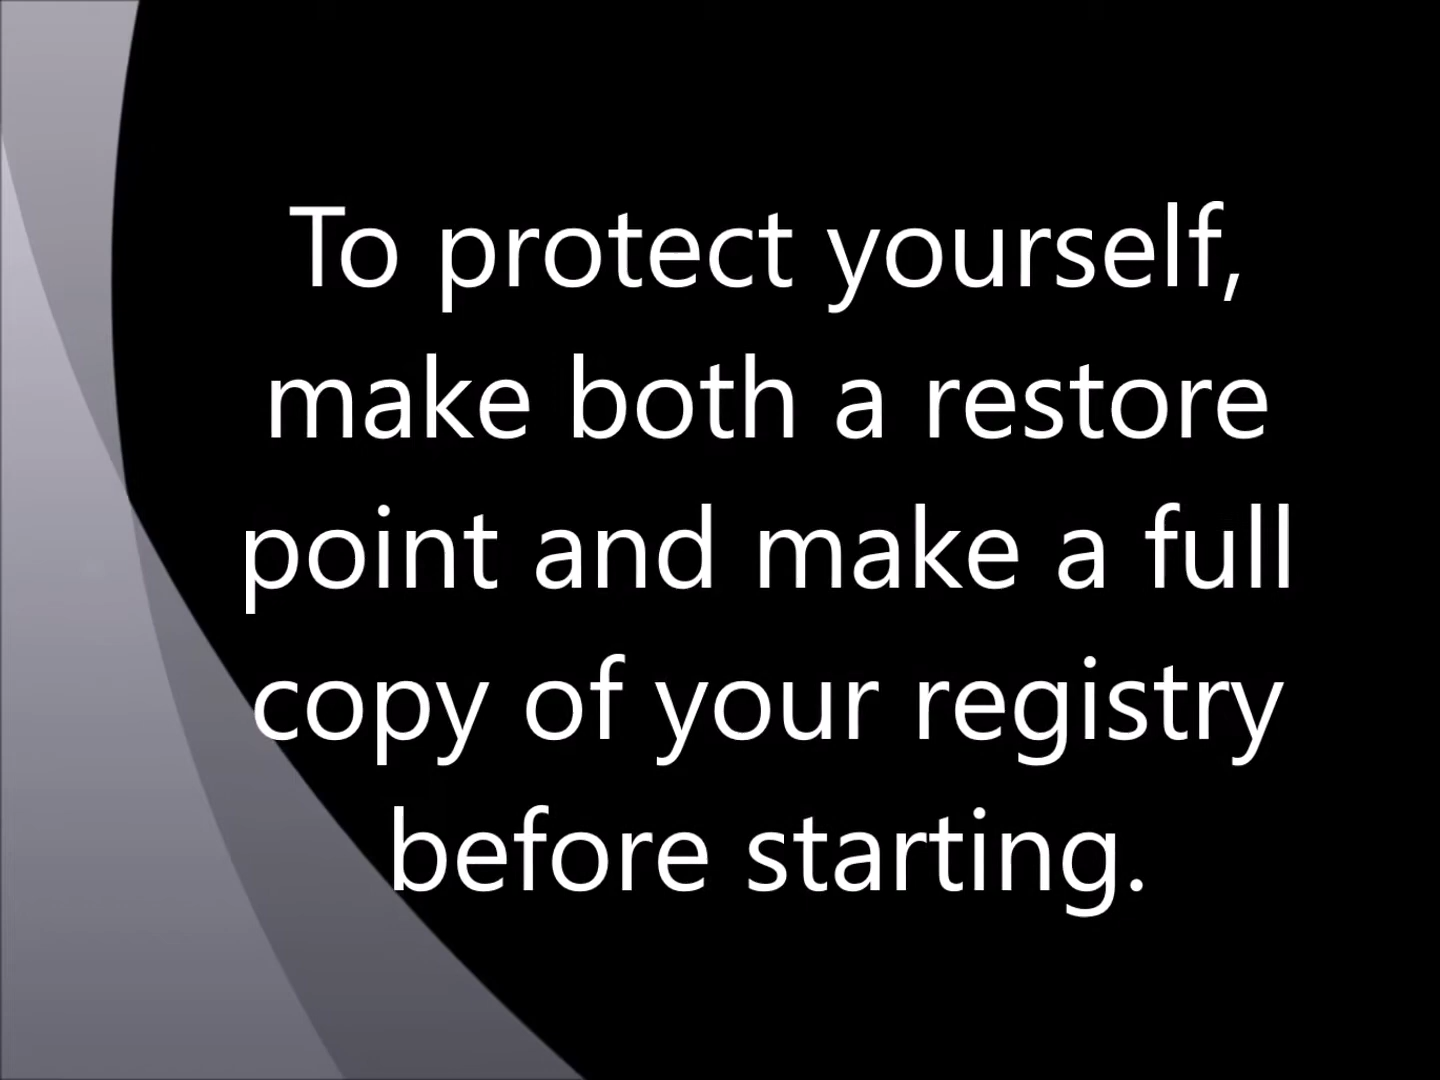 To protect yourself,
make both a restore
point and make a full
copy of your registry
before starting.